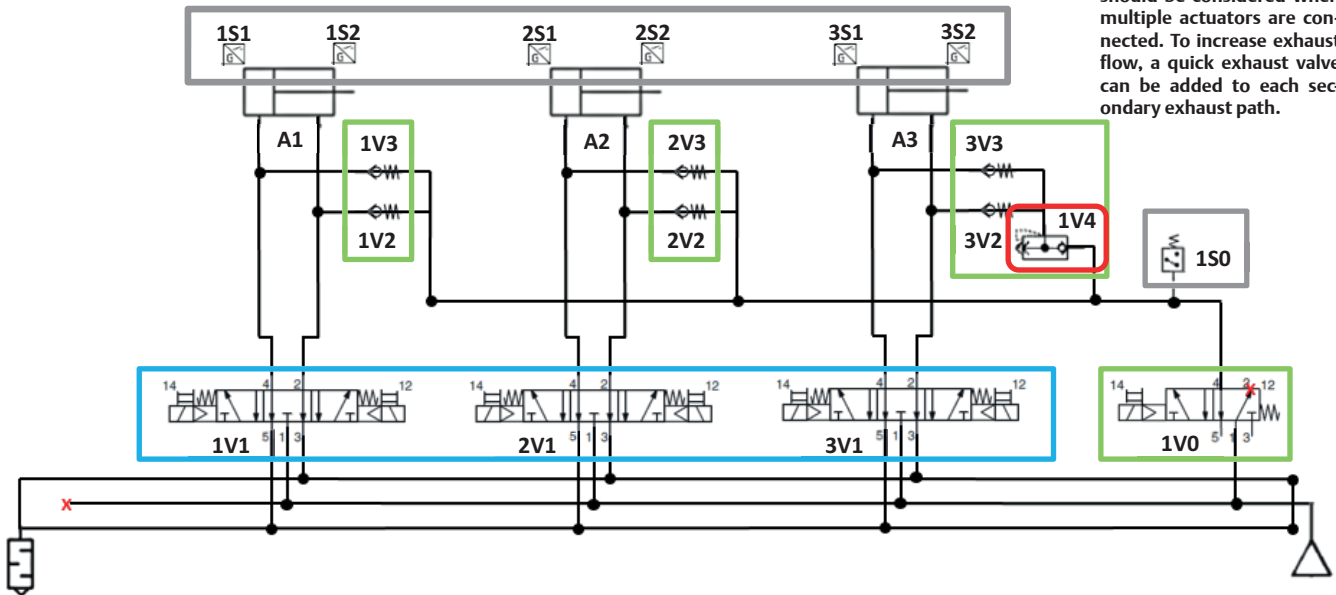 should be considered when
multiple actuators are con-
nected. To increase exhaust
flow, a quick exhaust valve
can be added to each sec-
ondary exhaust path.
1S1 1S2 2S1 2S2 3S1 3S2
G G G G G G
A1 1V3 A2 2V3 A3 3V3
1V2 2V2 3V2 1V4
1S0
14 4 2 12 14 4 2 12 14 4 2 12 14 4 2 x 12
5 1 3 5 1 3 5 1 3 5 1 3
1V1 2V1 3V1 1V0
x